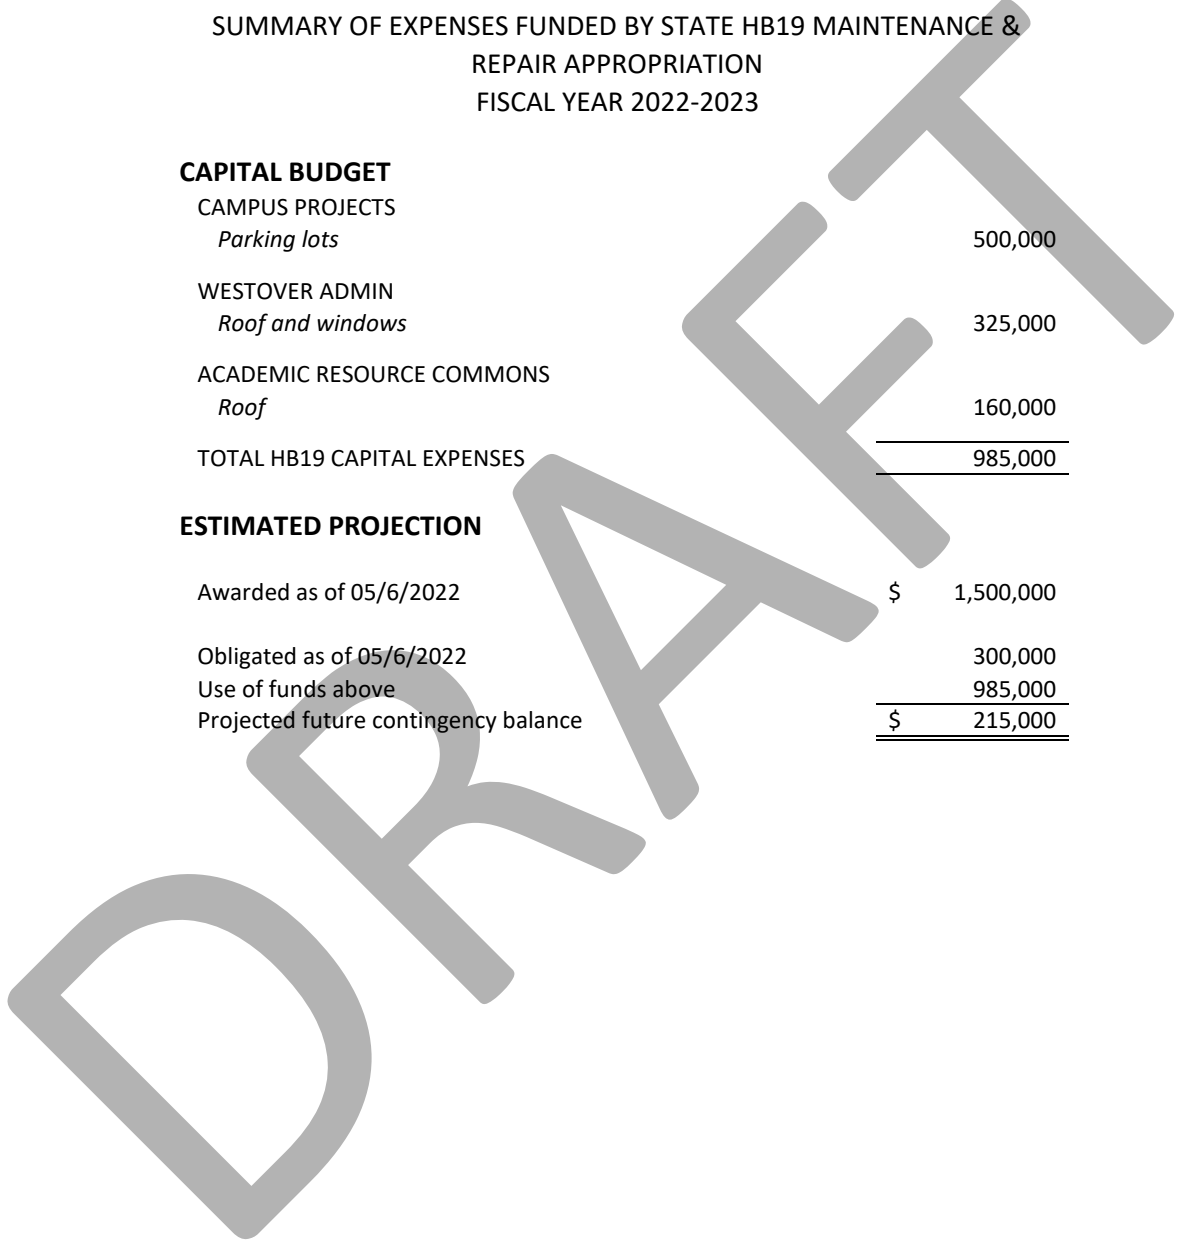 SUMMARY OF EXPENSES FUNDED BY STATE HB19 MAINTENANCE &
REPAIR APPROPRIATION
FISCAL YEAR 2022-2023
CAPITAL BUDGET
CAMPUS PROJECTS
Parking lots 500,000
WESTOVER ADMIN
Roof and windows 325,000
ACADEMIC RESOURCE COMMONS
Roof 160,000
TOTAL HB19 CAPITAL EXPENSES 985,000
ESTIMATED PROJECTION
Awarded as of 05/6/2022 $ 1,500,000
Obligated as of 05/6/2022 300,000
Use of funds above 985,000
Projected future contingency balance $ 215,000
DRAFT